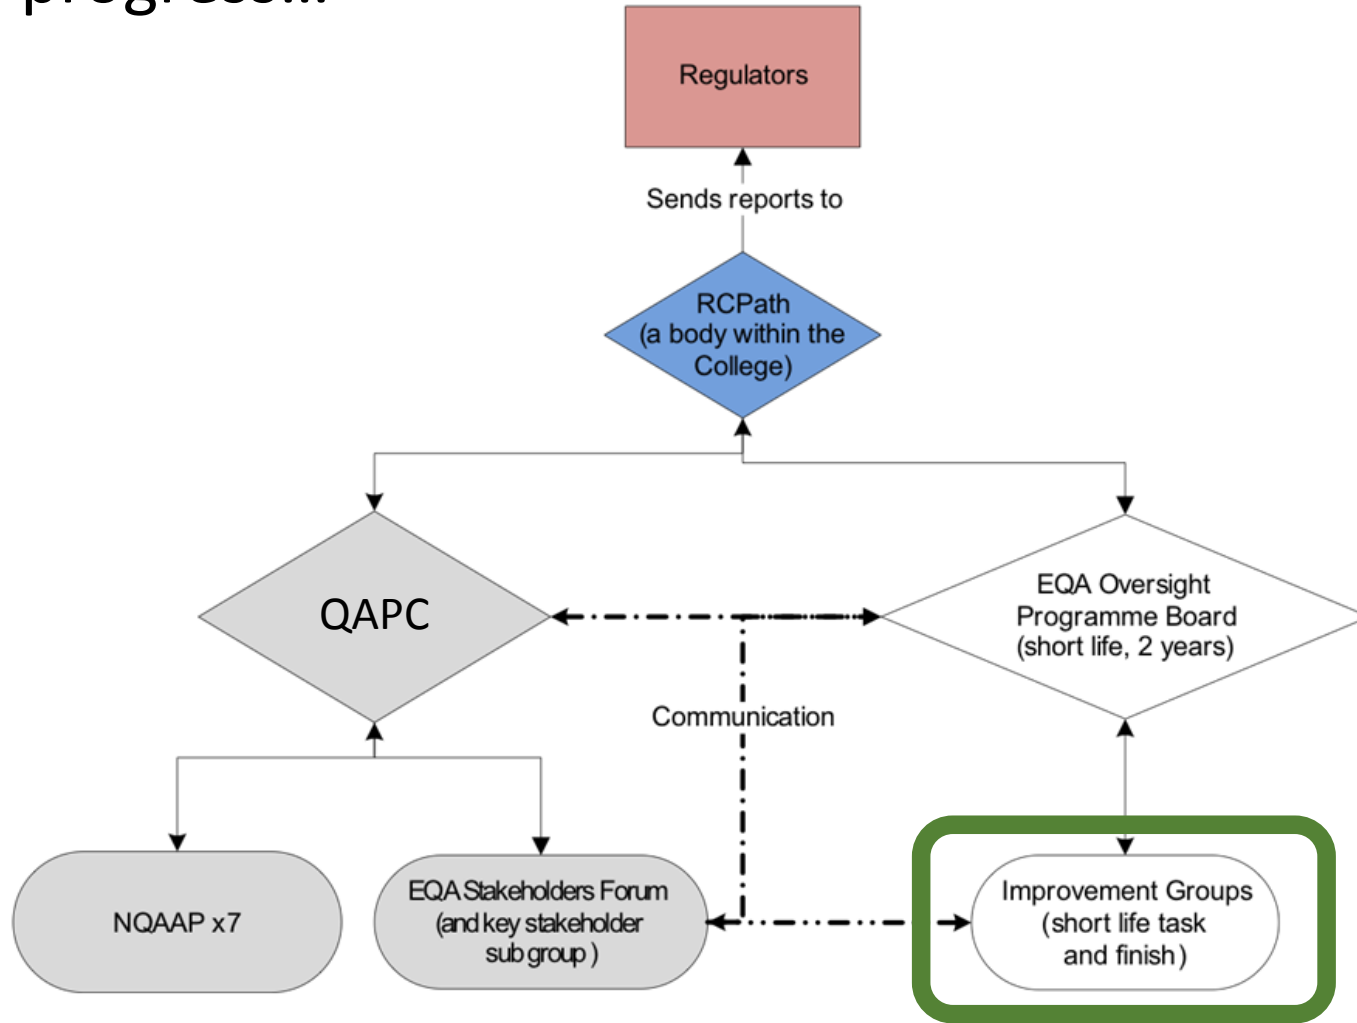 progress...
Regulators
Sends reports to
RCPath
(a body within the
College)
QAPC
EQA Oversight
Programme Board
(short life, 2 years)
Communication
NQAAP x7
EQA Stakeholders Forum
(and key stakeholder
sub group )
Improvement Groups
(short life task
and finish)